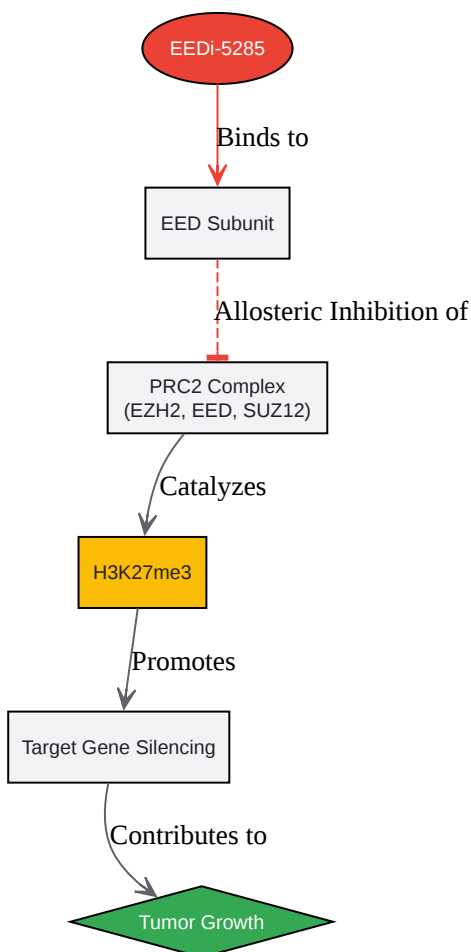 EEDi-5285
Binds to
EED Subunit
Allosteric Inhibition of
PRC2 Complex
(EZH2, EED, SUZ12)
Catalyzes
H3K27me3
Promotes
Target Gene Silencing
Contributes to
Tumor Growth